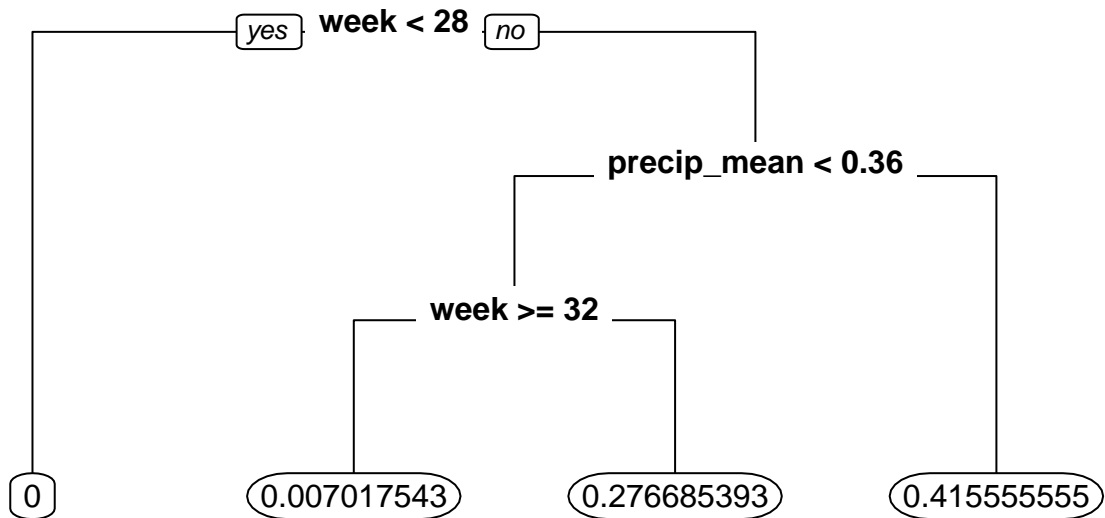 yes week < 28 no
precip_mean < 0.36
week >= 32
0 0.007017543 0.276685393 0.415555555